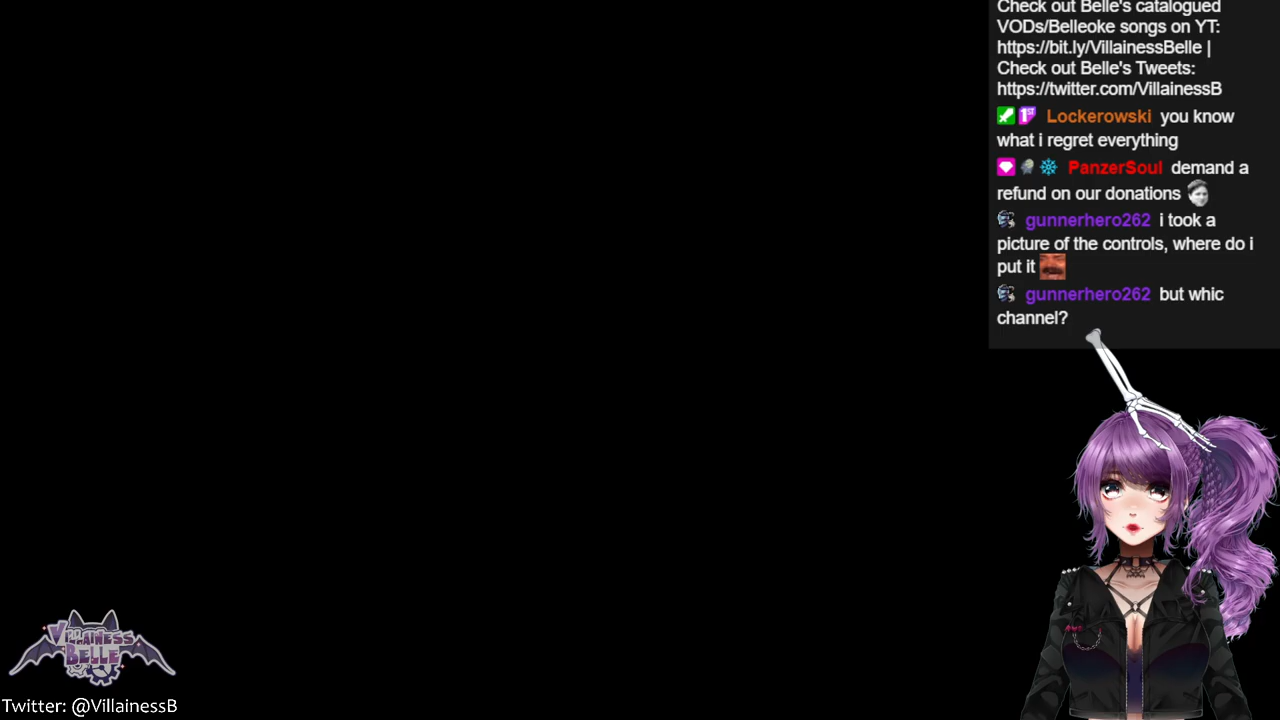 Check out Belle's catalogued
VODs/Belleoke songs on YT:
https://bit.ly/VillainessBelle |
Check out Belle's Tweets:
https://twitter.com/VillainessB
Lockerowski you know
what i regret everything
PanzerSoul demand a
refund on our donations
gunnerhero262 i took a
picture of the controls, where do i
put it
gunnerhero262 but whic
channel?
VILLAINESS
BELLE
Twitter: @VillainessB